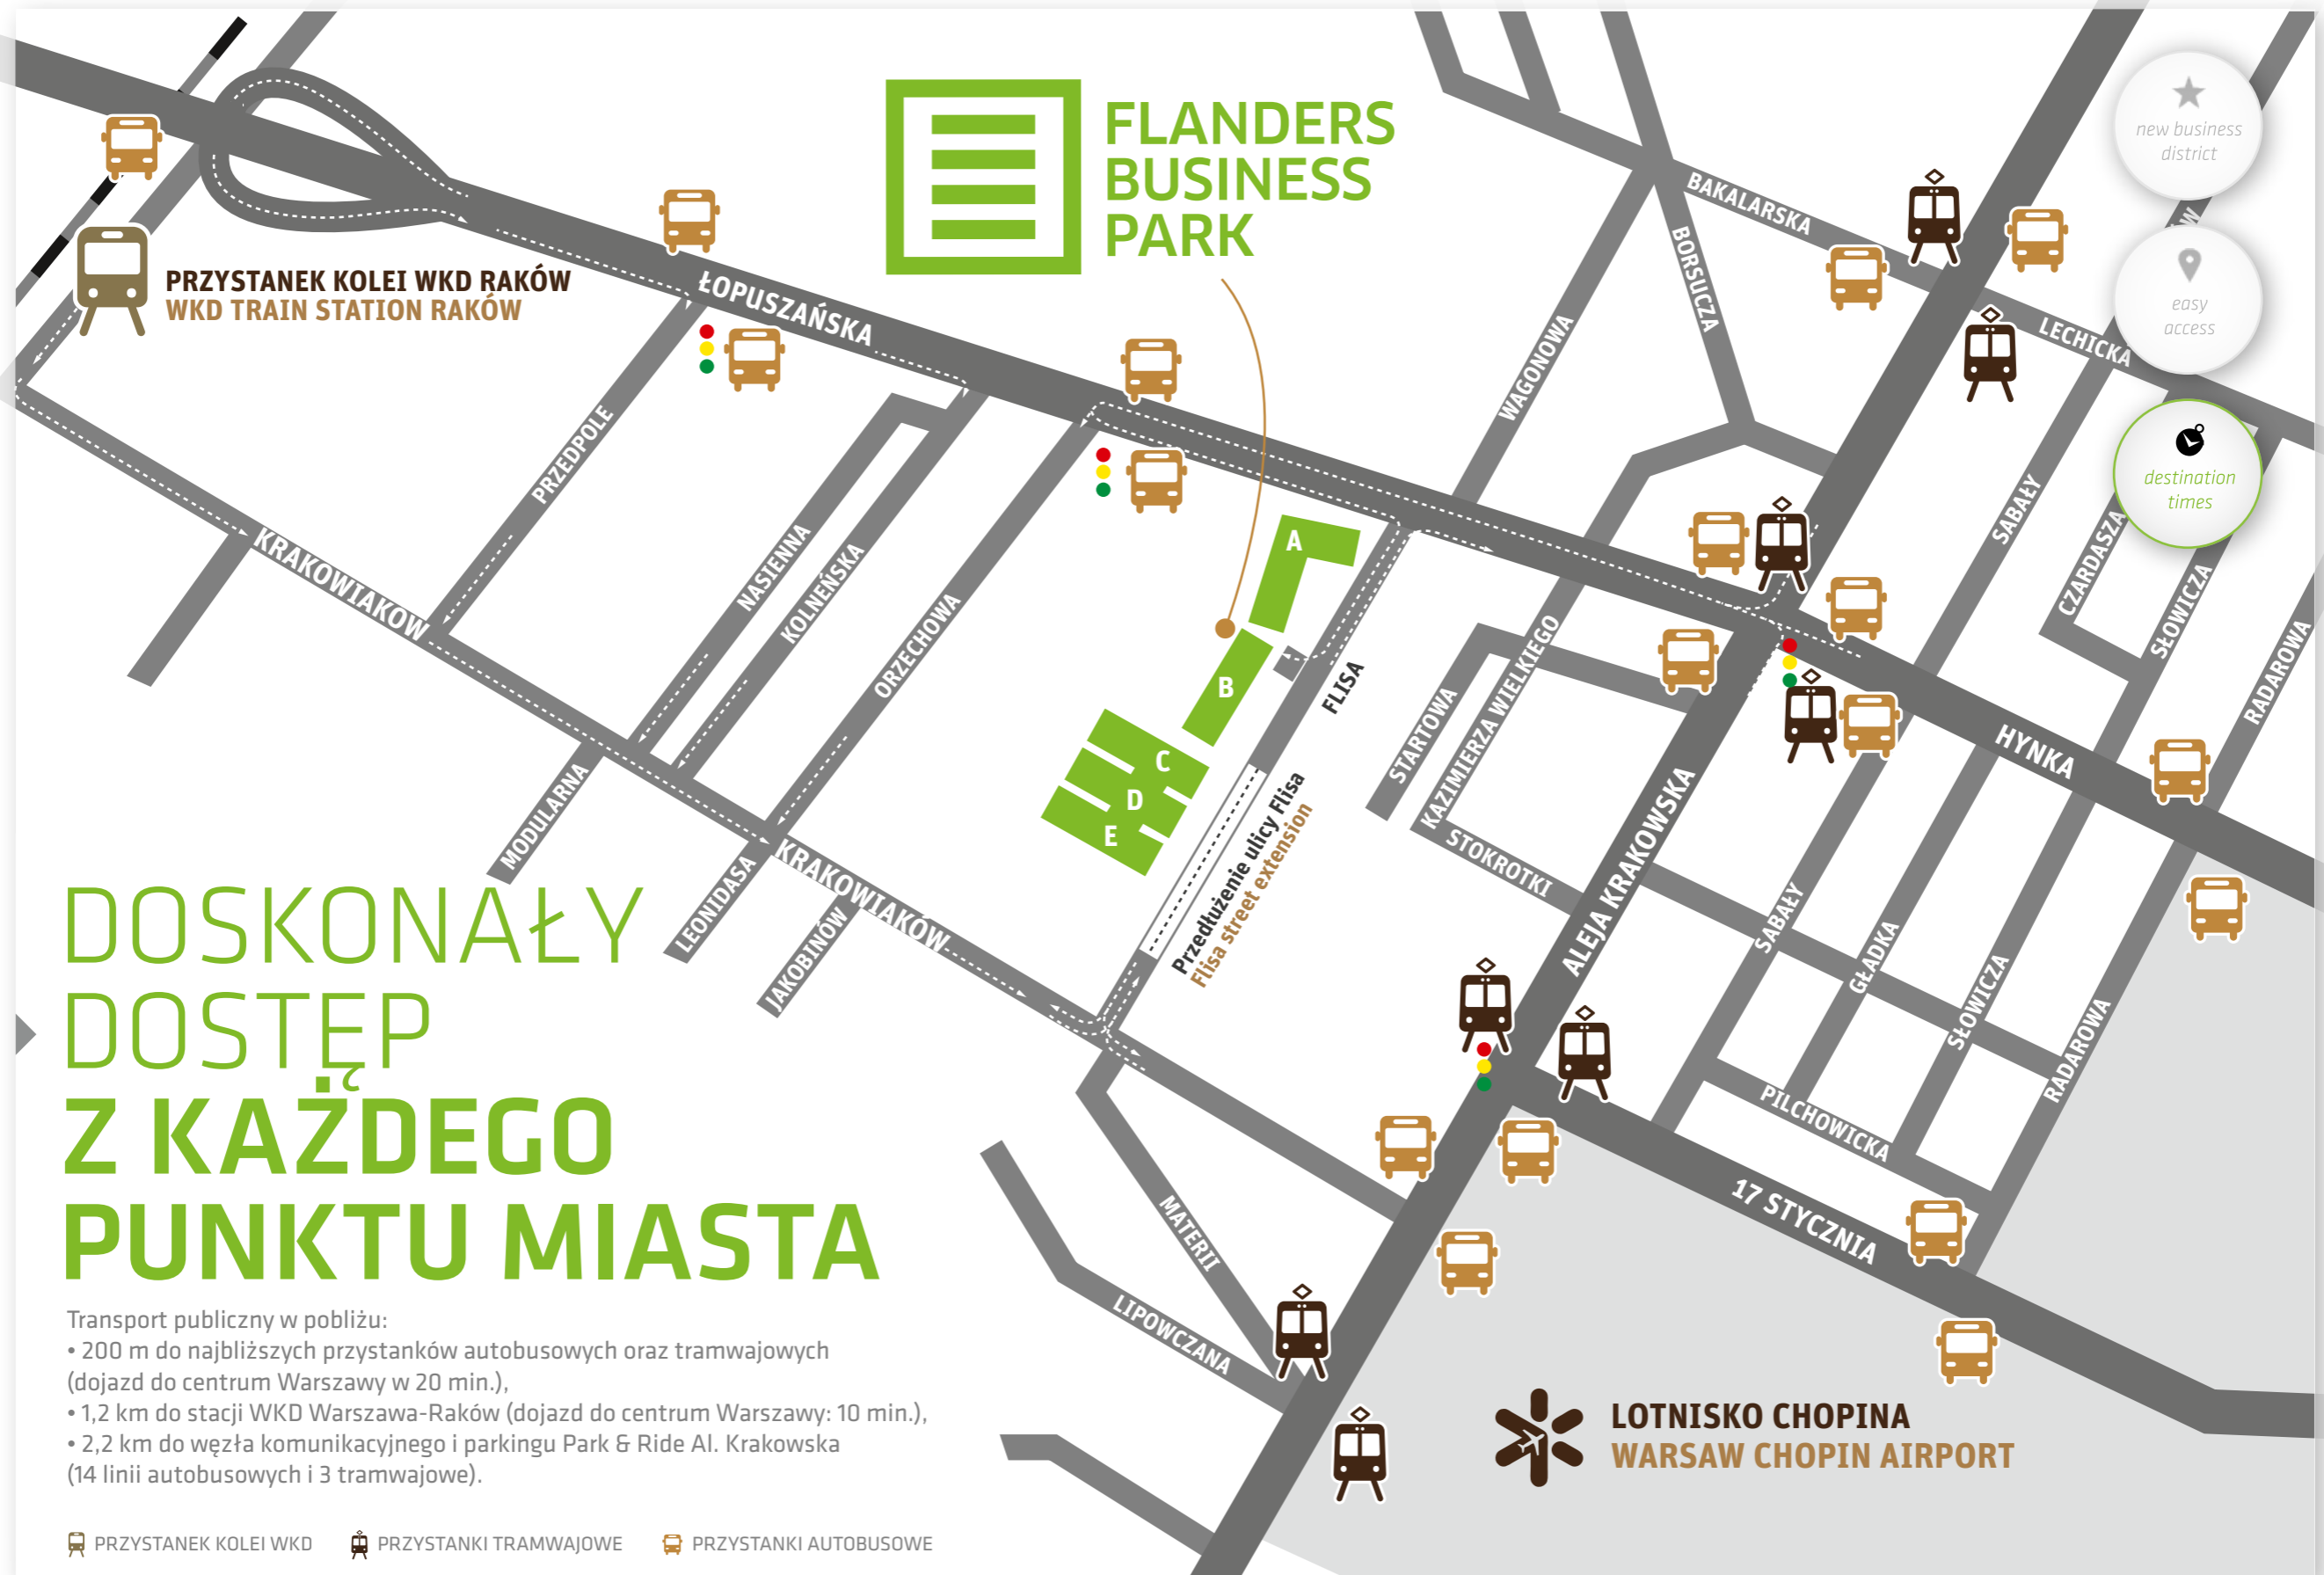 FLANDERS
BUSINESS
PARK
new business
district
easy
access
destination
times
PRZYSTANEK KOLEI WKD RAKÓW
WKD TRAIN STATION RAKÓW
ŁOPUSZAŃSKA
BAKALARSKA
BORSUCZA
WAGONOWA
LECHICKA
W
PRZEDPOLE
NASIENNA
KOLNEŃSKA
ORZECHOWA
KRAKOWIAKÓW
SABAŁY
CZARDASZA
SŁOWICZA
RADAROWA
A
B
C
D
E
FLISA
STARTOWA
KAZIMIERZA WIELKIEGO
STOKROTKI
HYNKA
Przedłużenie ulicy Flisa
Flisa street extension
ALEJA KRAKOWSKA
MODULARNA
LEONIDASA
JAKOBINÓW
KRAKOWIAKÓW
SABAŁY
GŁADKA
SŁOWICZA
RADAROWA
PILCHOWICKA
17 STYCZNIA
MATERII
LIPOWCZANA
DOSKONAŁY
DOSTĘP
Z KAŻDEGO
PUNKTU MIASTA
Transport publiczny w pobliżu:
• 200 m do najbliższych przystanków autobusowych oraz tramwajowych
(dojazd do centrum Warszawy w 20 min.),
• 1,2 km do stacji WKD Warszawa-Raków (dojazd do centrum Warszawy: 10 min.),
• 2,2 km do węzła komunikacyjnego i parkingu Park & Ride Al. Krakowska
(14 linii autobusowych i 3 tramwajowe).
LOTNISKO CHOPINA
WARSAW CHOPIN AIRPORT
PRZYSTANEK KOLEI WKD
PRZYSTANKI TRAMWAJOWE
PRZYSTANKI AUTOBUSOWE